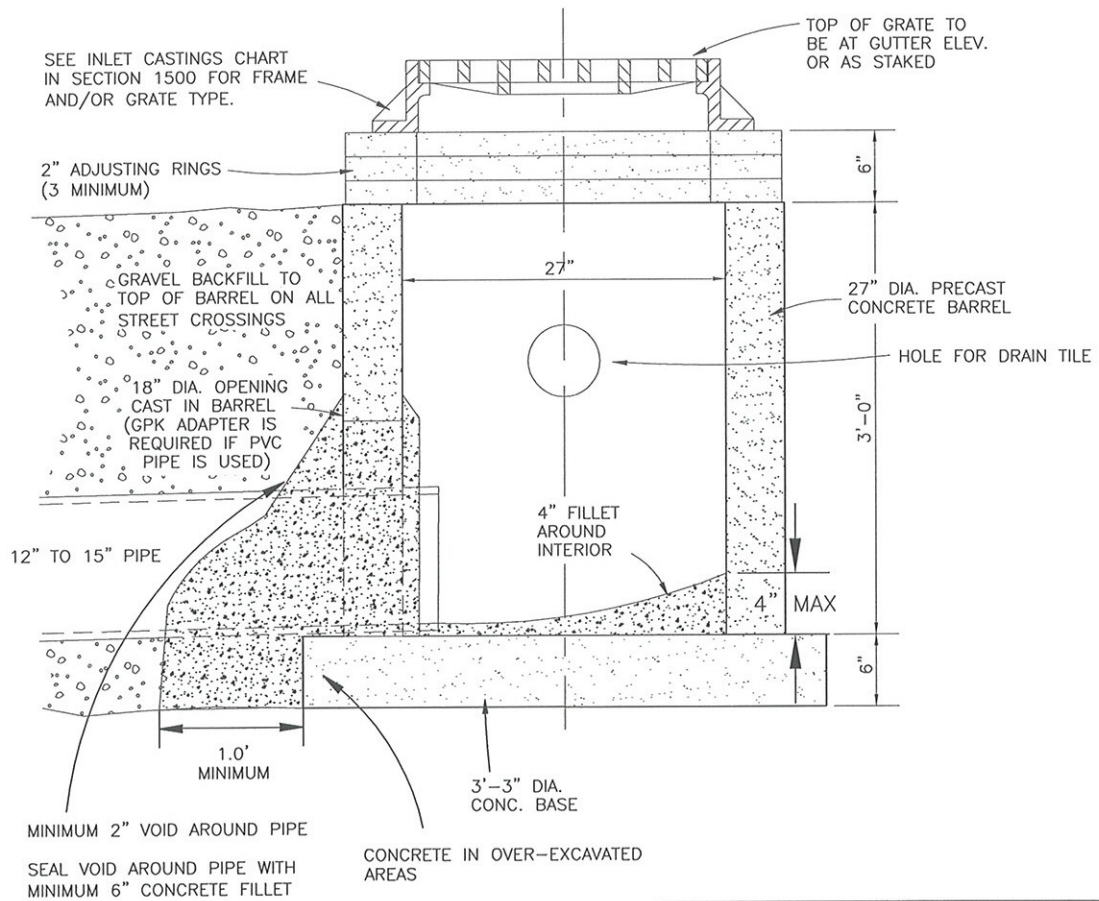 TOP OF GRATE TO
BE AT GUTTER ELEV.
OR AS STAKED
SEE INLET CASTINGS CHART
IN SECTION 1500 FOR FRAME
AND/OR GRATE TYPE.
2" ADJUSTING RINGS
(3 MINIMUM)
6"
GRAVEL BACKFILL TO
TOP OF BARREL ON ALL
STREET CROSSINGS
27"
27" DIA. PRECAST
CONCRETE BARREL
HOLE FOR DRAIN TILE
18" DIA. OPENING
CAST IN BARREL
(GPK ADAPTER IS
REQUIRED IF PVC
PIPE IS USED)
3'-0"
4" FILLET
AROUND
INTERIOR
12" TO 15" PIPE
4" MAX
6"
1.0'
MINIMUM
3'-3" DIA.
CONC. BASE
MINIMUM 2" VOID AROUND PIPE
SEAL VOID AROUND PIPE WITH
MINIMUM 6" CONCRETE FILLET
CONCRETE IN OVER-EXCAVATED
AREAS